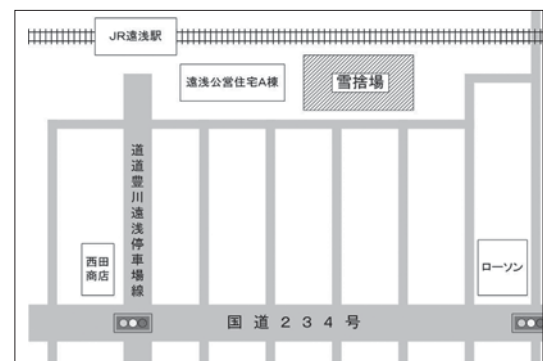 JR遠浅駅
遠浅公営住宅A棟
雪捨場
道道豊川遠浅停車場線
西田
商店
ローソン
国道234号